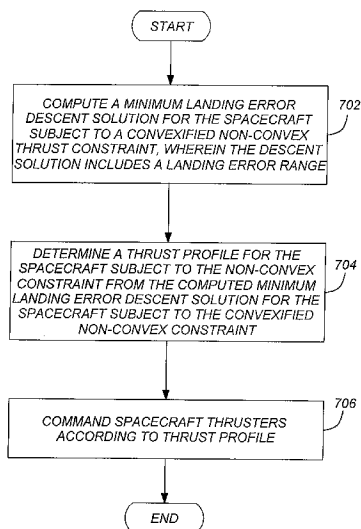 START
COMPUTE A MINIMUM LANDING ERROR
DESCENT SOLUTION FOR THE SPACECRAFT
SUBJECT TO A CONVEXIFIED NON-CONVEX
THRUST CONSTRAINT, WHEREIN THE DESCENT
SOLUTION INCLUDES A LANDING ERROR RANGE
702
DETERMINE A THRUST PROFILE FOR THE
SPACECRAFT SUBJECT TO THE NON-CONVEX
CONSTRAINT FROM THE COMPUTED MINIMUM
LANDING ERROR DESCENT SOLUTION FOR THE
SPACECRAFT SUBJECT TO THE CONVEXIFIED
NON-CONVEX CONSTRAINT
704
COMMAND SPACECRAFT THRUSTERS
ACCORDING TO THRUST PROFILE
706
END